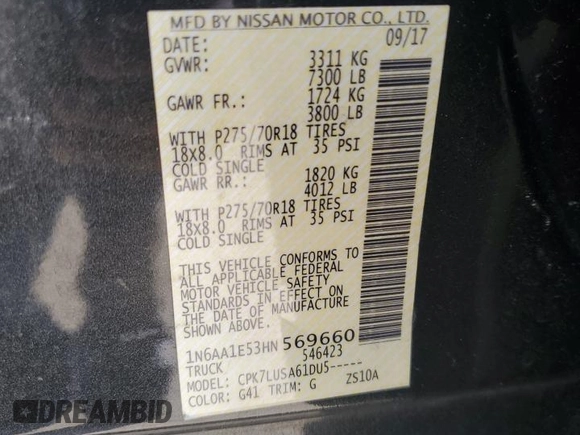 MFD BY NISSAN MOTOR CO., LTD.
DATE: 09/17
GVWR: 3311 KG
7300 LB
GAWR FR.: 1724 KG
3800 LB
WITH P275/70R18 TIRES
18X8.0 RIMS AT 35 PSI
COLD SINGLE
GAWR RR.: 1820 KG
4012 LB
WITH P275/70R18 TIRES
18X8.0 RIMS AT 35 PSI
COLD SINGLE
THIS VEHICLE CONFORMS TO
ALL APPLICABLE FEDERAL
MOTOR VEHICLE SAFETY
STANDARDS IN EFFECT ON
THE DATE OF MANUFACTURE
SHOWN ABOVE.
1N6AA1E53HN569660
TRUCK 546423
MODEL: CPK7LUSA61DU5-----
COLOR: G41 TRIM: G ZS10A
DREAMBID